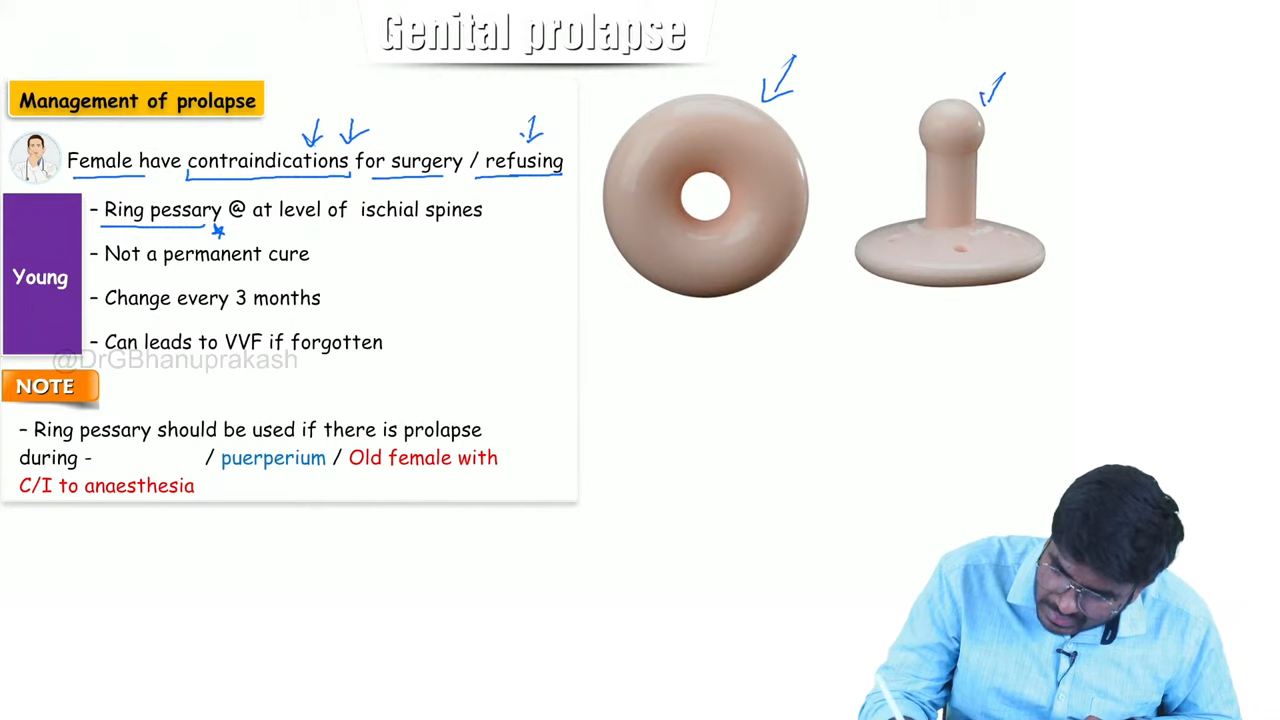 Genital prolapse
Management of prolapse
Female have contraindications for surgery / refusing
Young
– Ring pessary @ at level of ischial spines
– Not a permanent cure
– Change every 3 months
– Can leads to VVF if forgotten
@DrGBhanuprakash
NOTE
– Ring pessary should be used if there is prolapse
during - / puerperium / Old female with
C/I to anaesthesia